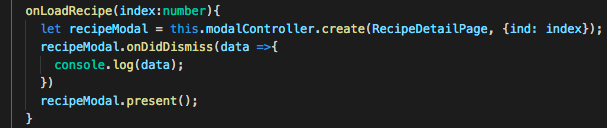 onLoadRecipe(index:number){
let recipeModal = this.modalController.create(RecipeDetailPage, {ind: index});
recipeModal.onDidDismiss(data =>{
console.log(data);
})
recipeModal.present();
}